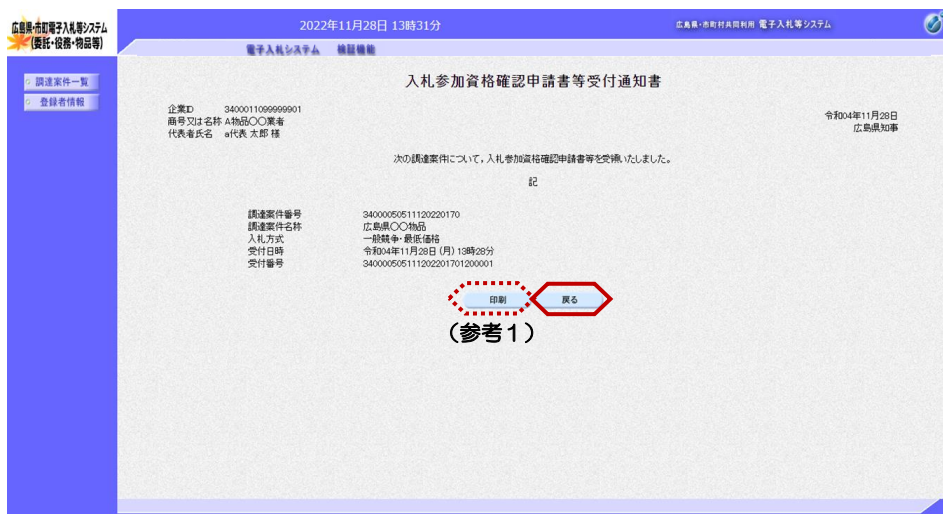 広島県・市町電子入札等システム
(委託・役務・物品等)
2022年11月28日 13時31分
広島県・市町村共同利用 電子入札等システム
電子入札システム 検証機能
調達案件一覧
登録者情報
入札参加資格確認申請書等受付通知書
企業ID 3400011099999901
商号又は名称 A物品〇〇業者
代表者氏名 a代表 太郎 様
令和04年11月28日
広島県知事
次の調達案件について，入札参加資格確認申請書等を受領いたしました。
記
調達案件番号 34000050511120220170
調達案件名称 広島県〇〇物品
入札方式 一般競争・最低価格
受付日時 令和04年11月28日 (月) 13時28分
受付番号 340000505111202201701200001
印刷 戻る
（参考１）